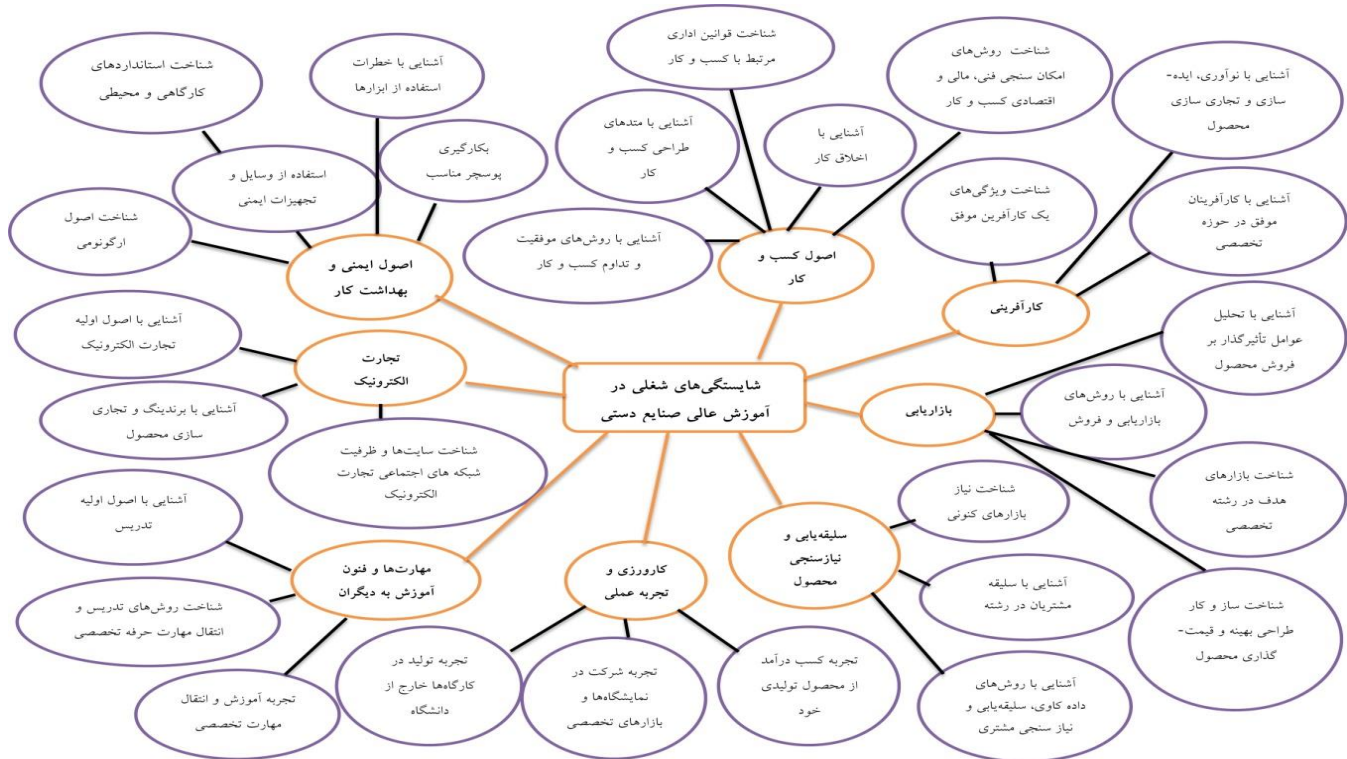 شناخت قوانین اداری
مرتبط با کسب و کار
شناخت روش‌های
امکان سنجی فنی، مالی و
اقتصادی کسب و کار
آشنایی با نوآوری، ایده-
سازی و تجاری سازی
محصول
آشنایی با خطرات
استفاده از ابزارها
شناخت استانداردهای
کارگاهی و محیطی
آشنایی با متدهای
طراحی کسب و
کار
آشنایی با
اخلاق کار
بکارگیری
پوسچر مناسب
استفاده از وسایل و
تجهیزات ایمنی
شناخت ویژگی‌های
یک کارآفرین موفق
آشنایی با کارآفرینان
موفق در حوزه
تخصصی
شناخت اصول
ارگونومی
آشنایی با روش‌های موفقیت
و تداوم کسب و کار
اصول کسب و
کار
اصول ایمنی و
بهداشت کار
کارآفرینی
آشنایی با تحلیل
عوامل تأثیرگذار بر
فروش محصول
آشنایی با اصول اولیه
تجارت الکترونیک
تجارت
الکترونیک
شایستگی‌های شغلی در
آموزش عالی صنایع دستی
بازاریابی
آشنایی با روش‌های
بازاریابی و فروش
آشنایی با برندینگ و تجاری
سازی محصول
شناخت سایت‌ها و ظرفیت
شبکه های اجتماعی تجارت
الکترونیک
شناخت بازارهای
هدف در رشته
تخصصی
شناخت نیاز
بازارهای کنونی
آشنایی با اصول اولیه
تدریس
سلیقه‌یابی و
نیازسنجی
محصول
کارورزی و
تجربه عملی
مهارت‌ها و فنون
آموزش به دیگران
آشنایی با سلیقه
مشتریان در رشته
شناخت ساز و کار
طراحی بهینه و قیمت-
گذاری محصول
شناخت روش‌های تدریس و
انتقال مهارت حرفه تخصصی
تجربه کسب درآمد
از محصول تولیدی
خود
تجربه شرکت در
نمایشگاه‌ها و
بازارهای تخصصی
تجربه تولید در
کارگاه‌ها خارج از
دانشگاه
تجربه آموزش و انتقال
مهارت تخصصی
آشنایی با روش‌های
داده کاوی، سلیقه‌یابی و
نیاز سنجی مشتری